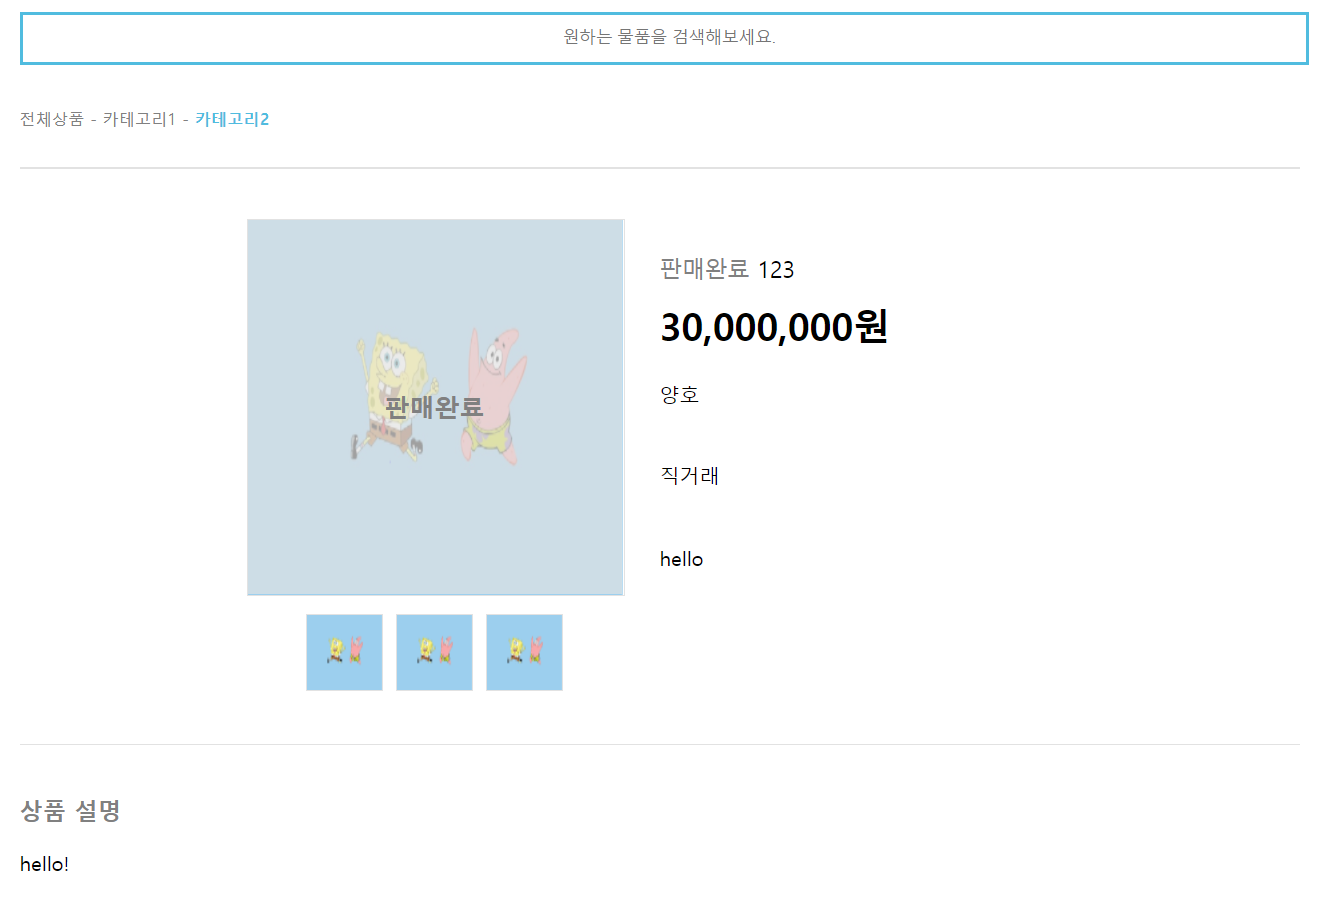 원하는 물품을 검색해보세요.
전체상품 - 카테고리1 - 카테고리2
판매완료
판매완료 123
30,000,000원
양호
직거래
hello
상품 설명
hello!